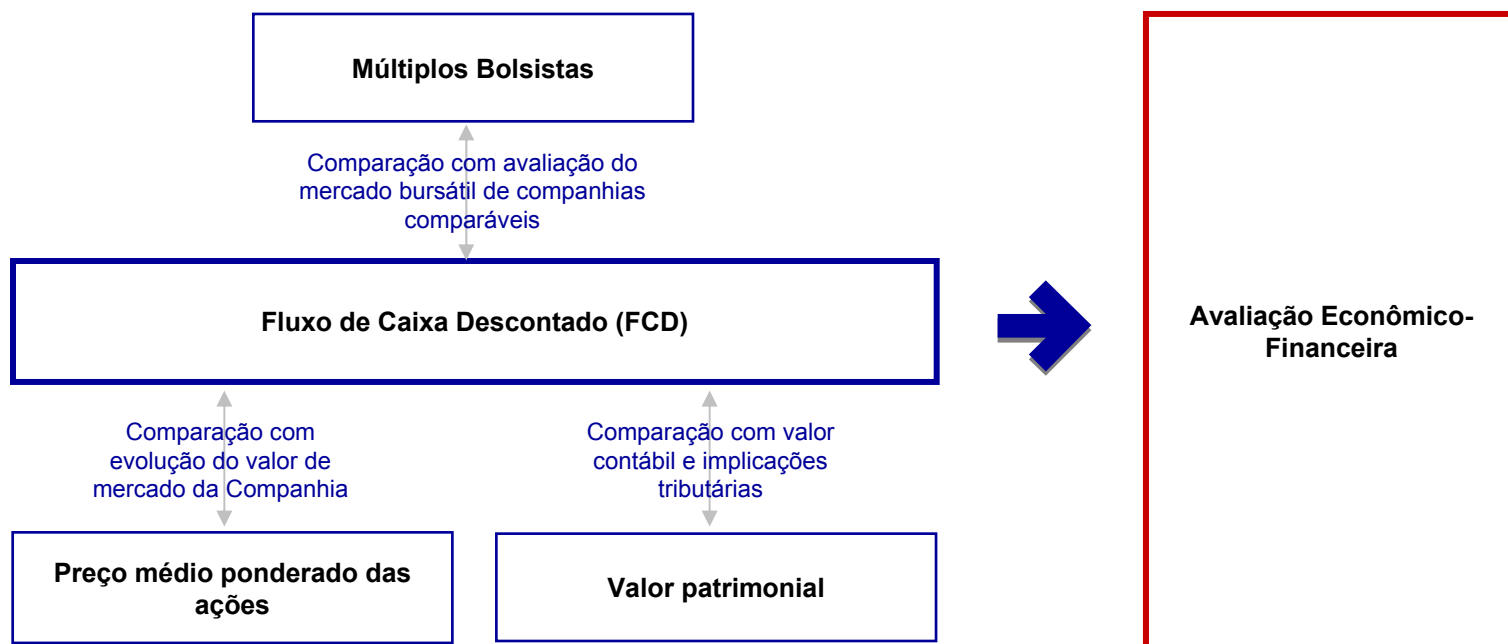 Múltiplos Bolsistas
Comparação com avaliação do
mercado bursátil de companhias
comparáveis
Fluxo de Caixa Descontado (FCD)
Avaliação Econômico-
Financeira
Comparação com
evolução do valor de
mercado da Companhia
Comparação com valor
contábil e implicações
tributárias
Preço médio ponderado das
ações
Valor patrimonial